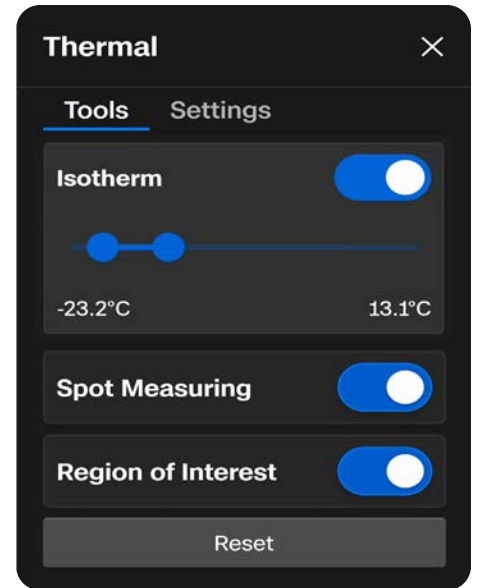 Thermal
Tools Settings
Isotherm
-23.2°C 13.1°C
Spot Measuring
Region of Interest
Reset